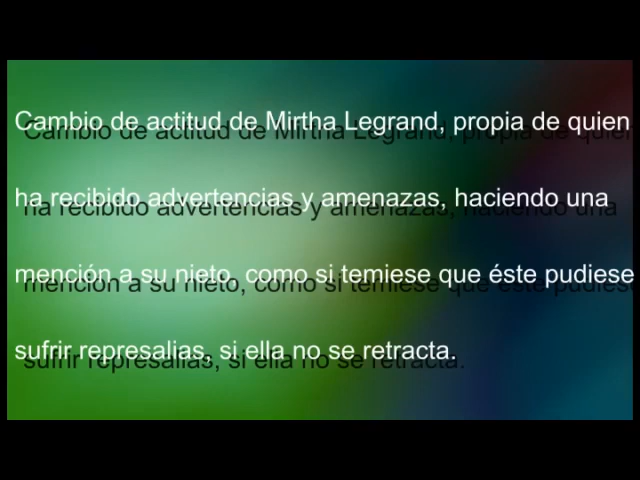 Cambio de actitud de Mirtha Legrand, propia de quien
ha recibido advertencias y amenazas, haciendo una
mención a su nieto, como si temiese que éste pudiese
sufrir represalias, si ella no se retracta.